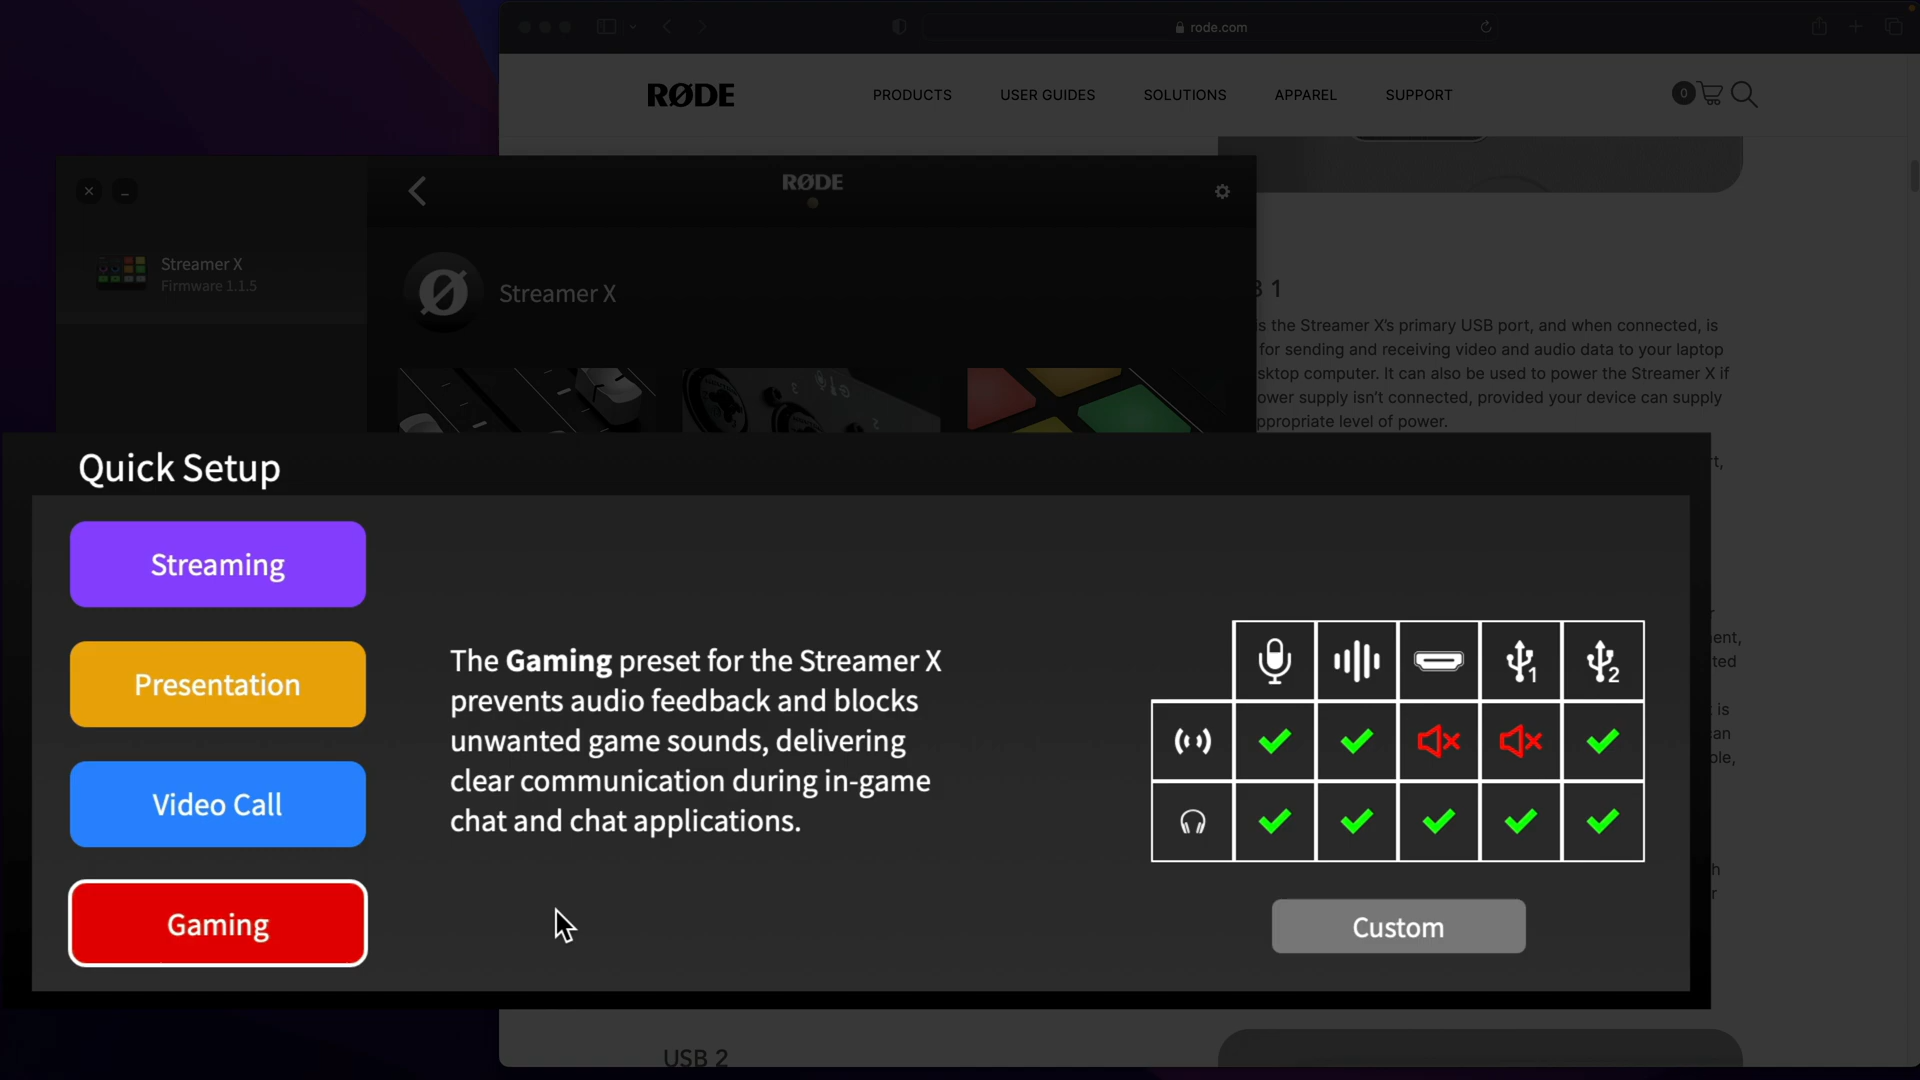 rode.com
RØDE
PRODUCTS
USER GUIDES
SOLUTIONS
APPAREL
SUPPORT
0
RØDE
Streamer X
Firmware 1.1.5
Streamer X
B 1
is the Streamer X's primary USB port, and when connected, is
for sending and receiving video and audio data to your laptop
sktop computer. It can also be used to power the Streamer X if
ower supply isn't connected, provided your device can supply
ppropriate level of power.
Quick Setup
Streaming
Presentation
Video Call
Gaming
The Gaming preset for the Streamer X
prevents audio feedback and blocks
unwanted game sounds, delivering
clear communication during in-game
chat and chat applications.
1
2
Custom
USB 2